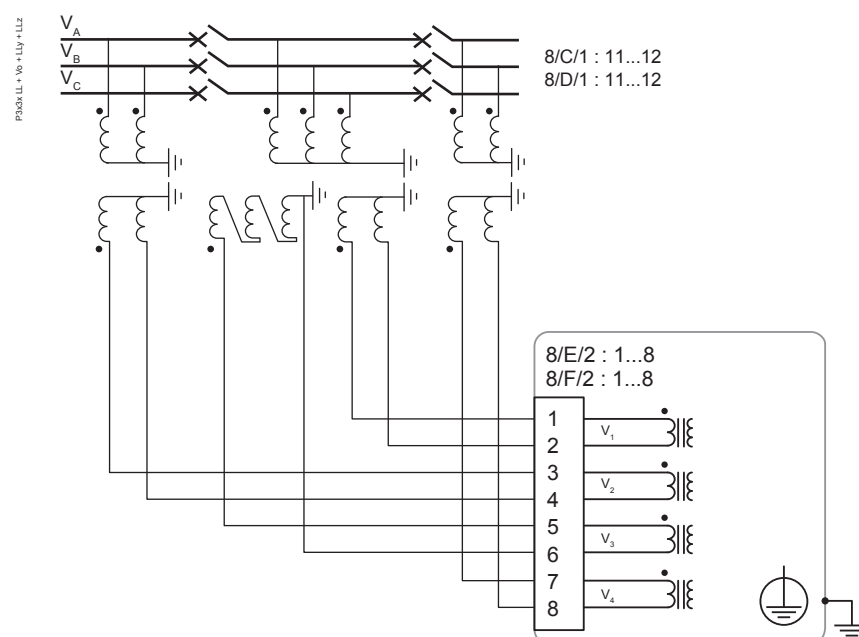 P3x3x LL + Vo + LLy + LLz
VA
VB
VC
8/C/1 : 11...12
8/D/1 : 11...12
8/E/2 : 1...8
8/F/2 : 1...8
1
2
3
4
5
6
7
8
V1
V2
V3
V4